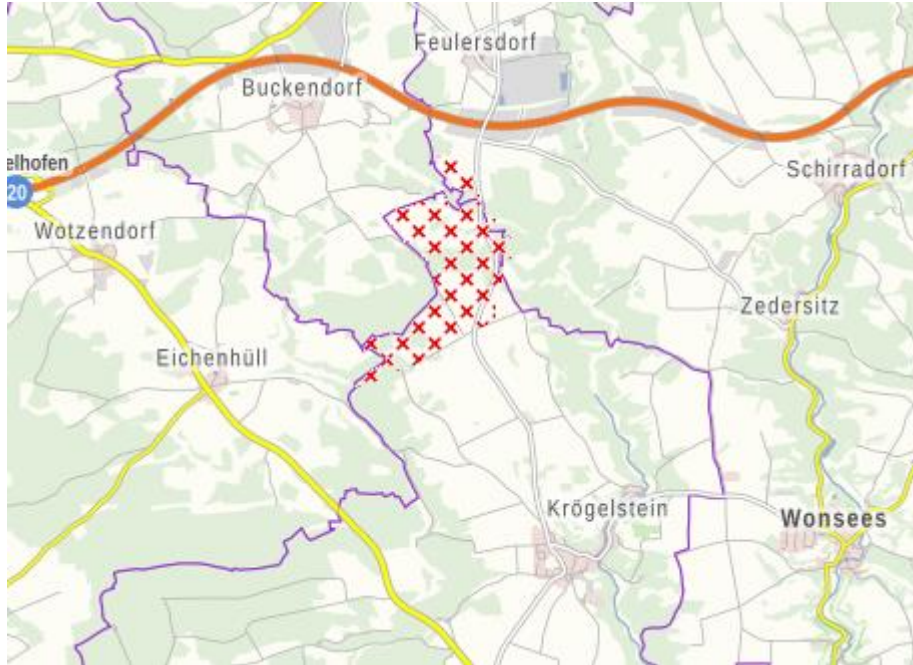 Feulersdorf
Buckendorf
elhofen
20
Schirradorf
Wotzendorf
Zedersitz
Eichenhüll
Krögelstein
Wonsees